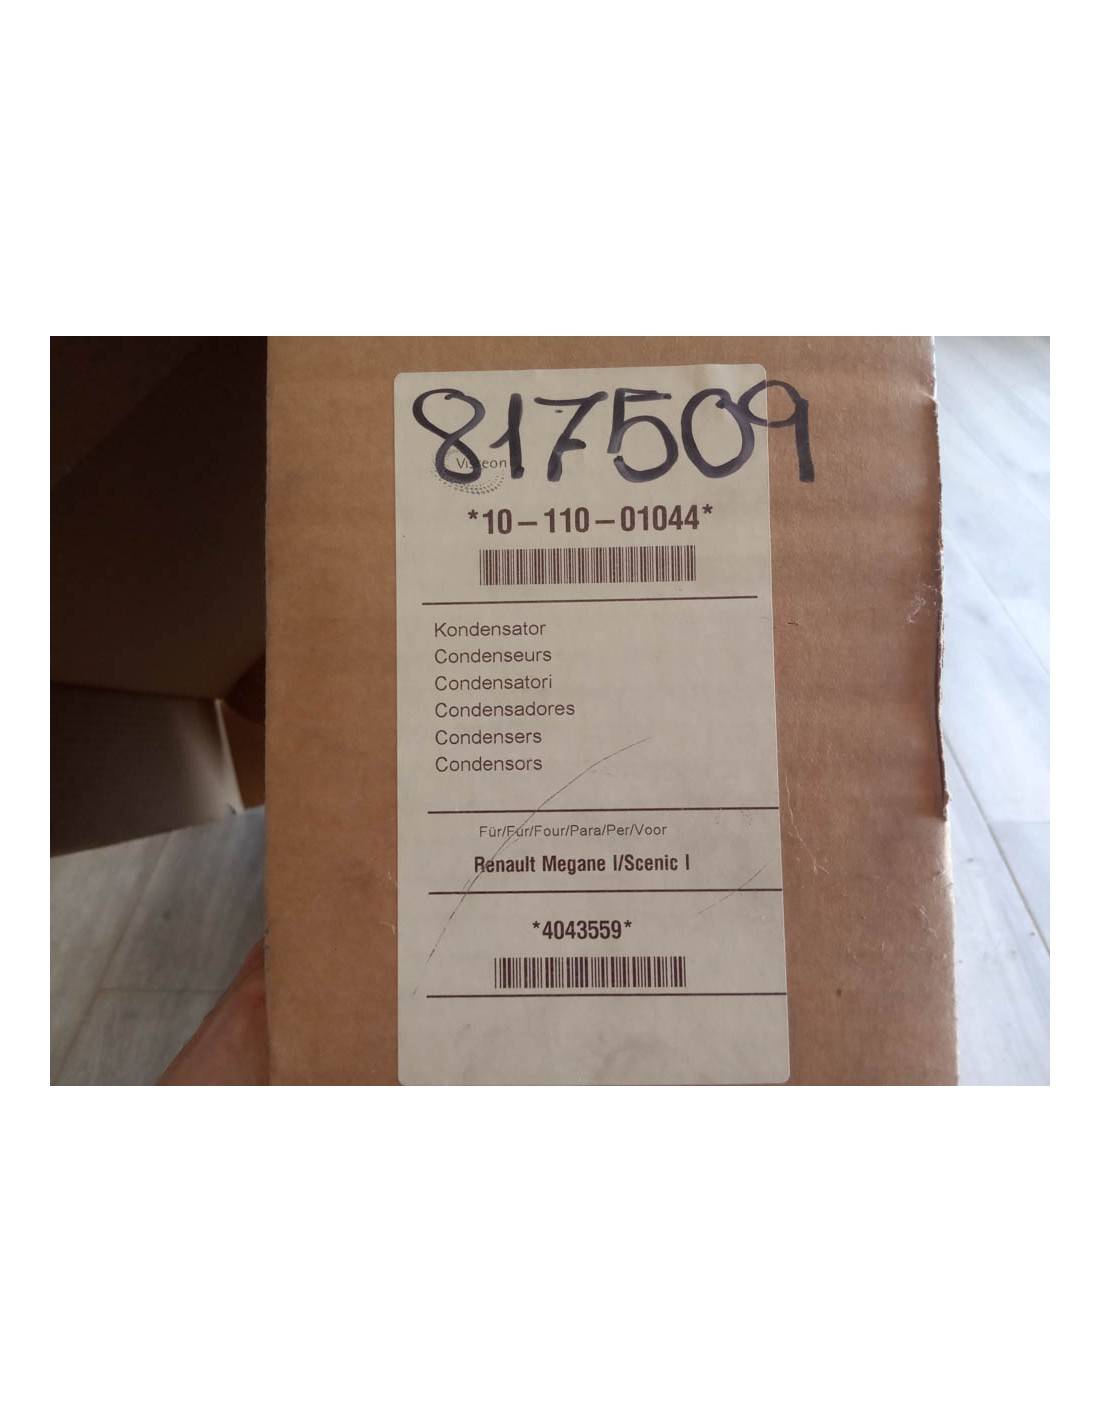 817509
Visteon
*10-110-01044*
Kondensator
Condenseurs
Condensatori
Condensadores
Condensers
Condensors
Für/Fur/Four/Para/Per/Voor
Renault Megane I/Scenic I
*4043559*